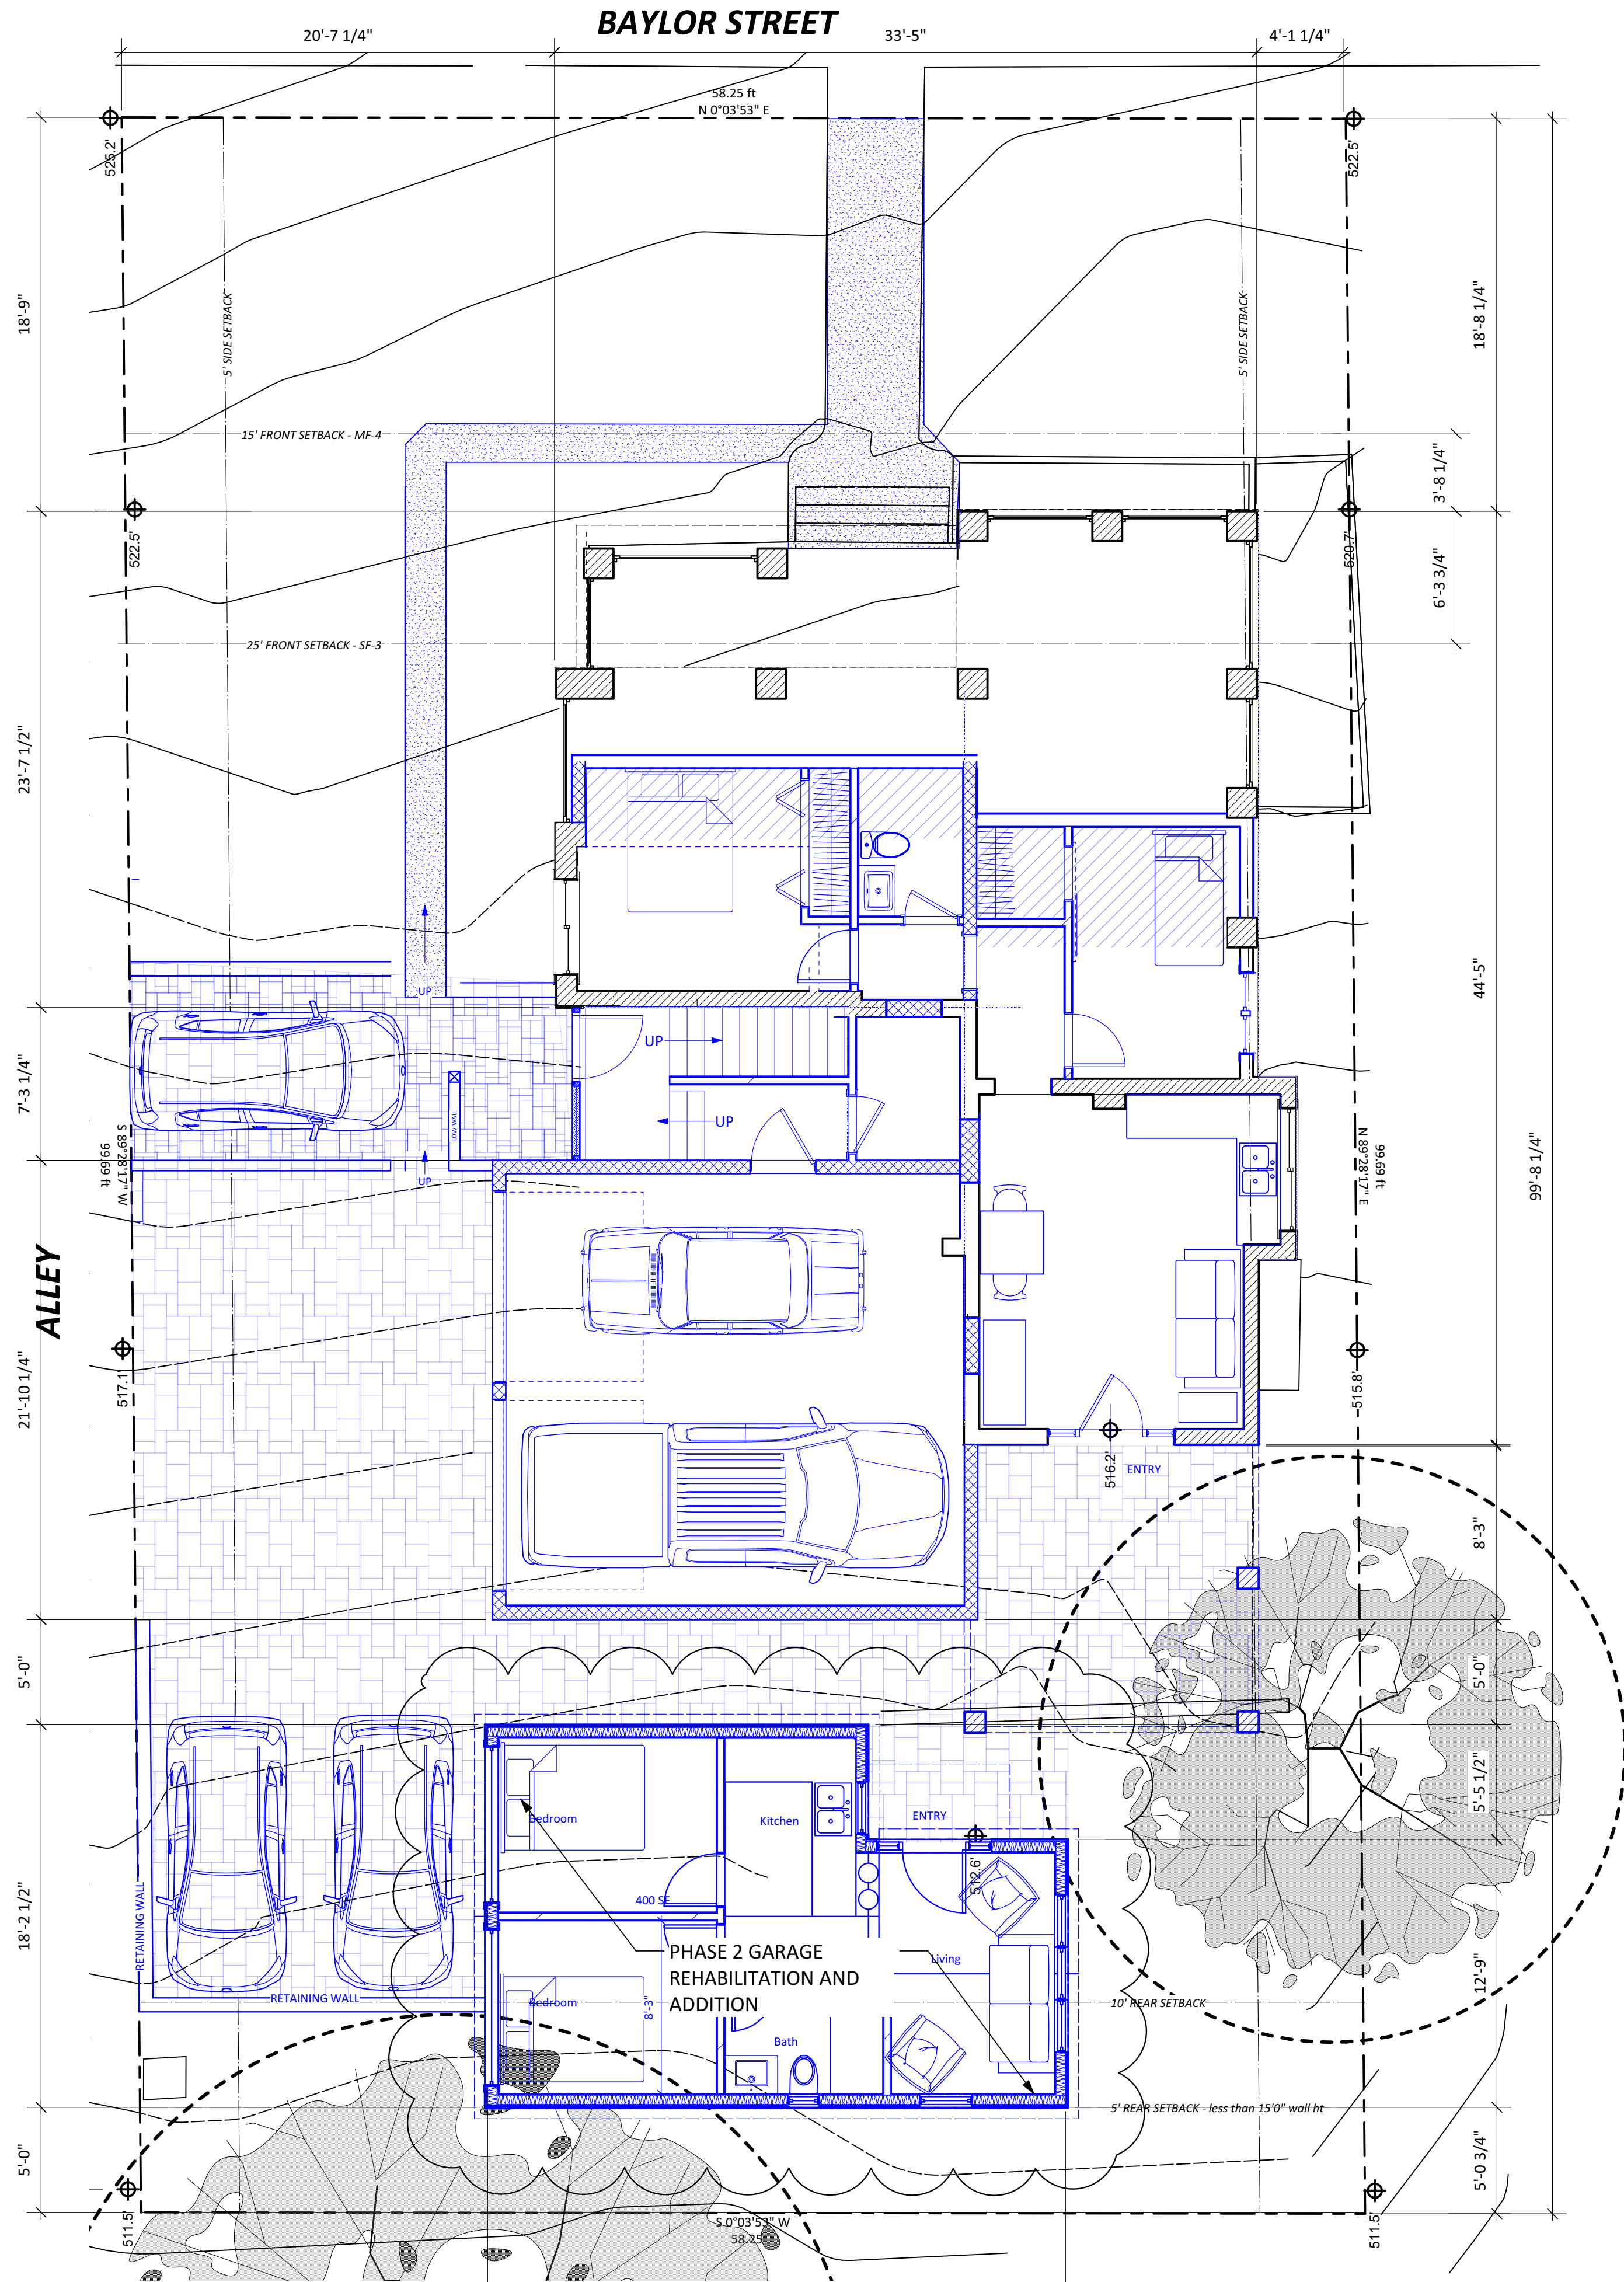 BAYLOR STREET
20'-7 1/4"
33'-5"
4'-1 1/4"
58.25 ft
N 0°03'53" E
525.2'
522.5'
18'-9"
5' SIDE SETBACK
5' SIDE SETBACK
18'-8 1/4"
15' FRONT SETBACK - MF-4
3'-8 1/4"
522.5'
520.7'
6'-3 3/4"
25' FRONT SETBACK - SF-3
23'-7 1/2"
44'-5"
UP
UP
UP
7'-3 1/4"
LOW WALL
UP
S 89°28'17" W
99.69 ft
N 89°28'17" E
99.69 ft
99'-8 1/4"
ALLEY
517.1'
515.8'
21'-10 1/4"
516.2'
ENTRY
8'-3"
5'-0"
5'-0"
5'-5 1/2"
Bedroom
Kitchen
ENTRY
512.6'
400 SF
18'-2 1/2"
RETAINING WALL
PHASE 2 GARAGE
REHABILITATION AND
ADDITION
Living
12'-9"
RETAINING WALL
Bedroom
8'-3"
10' REAR SETBACK
Bath
5' REAR SETBACK - less than 15'0" wall ht
5'-0"
5'-0 3/4"
511.5'
S 0°03'53" W
58.25
511.5'